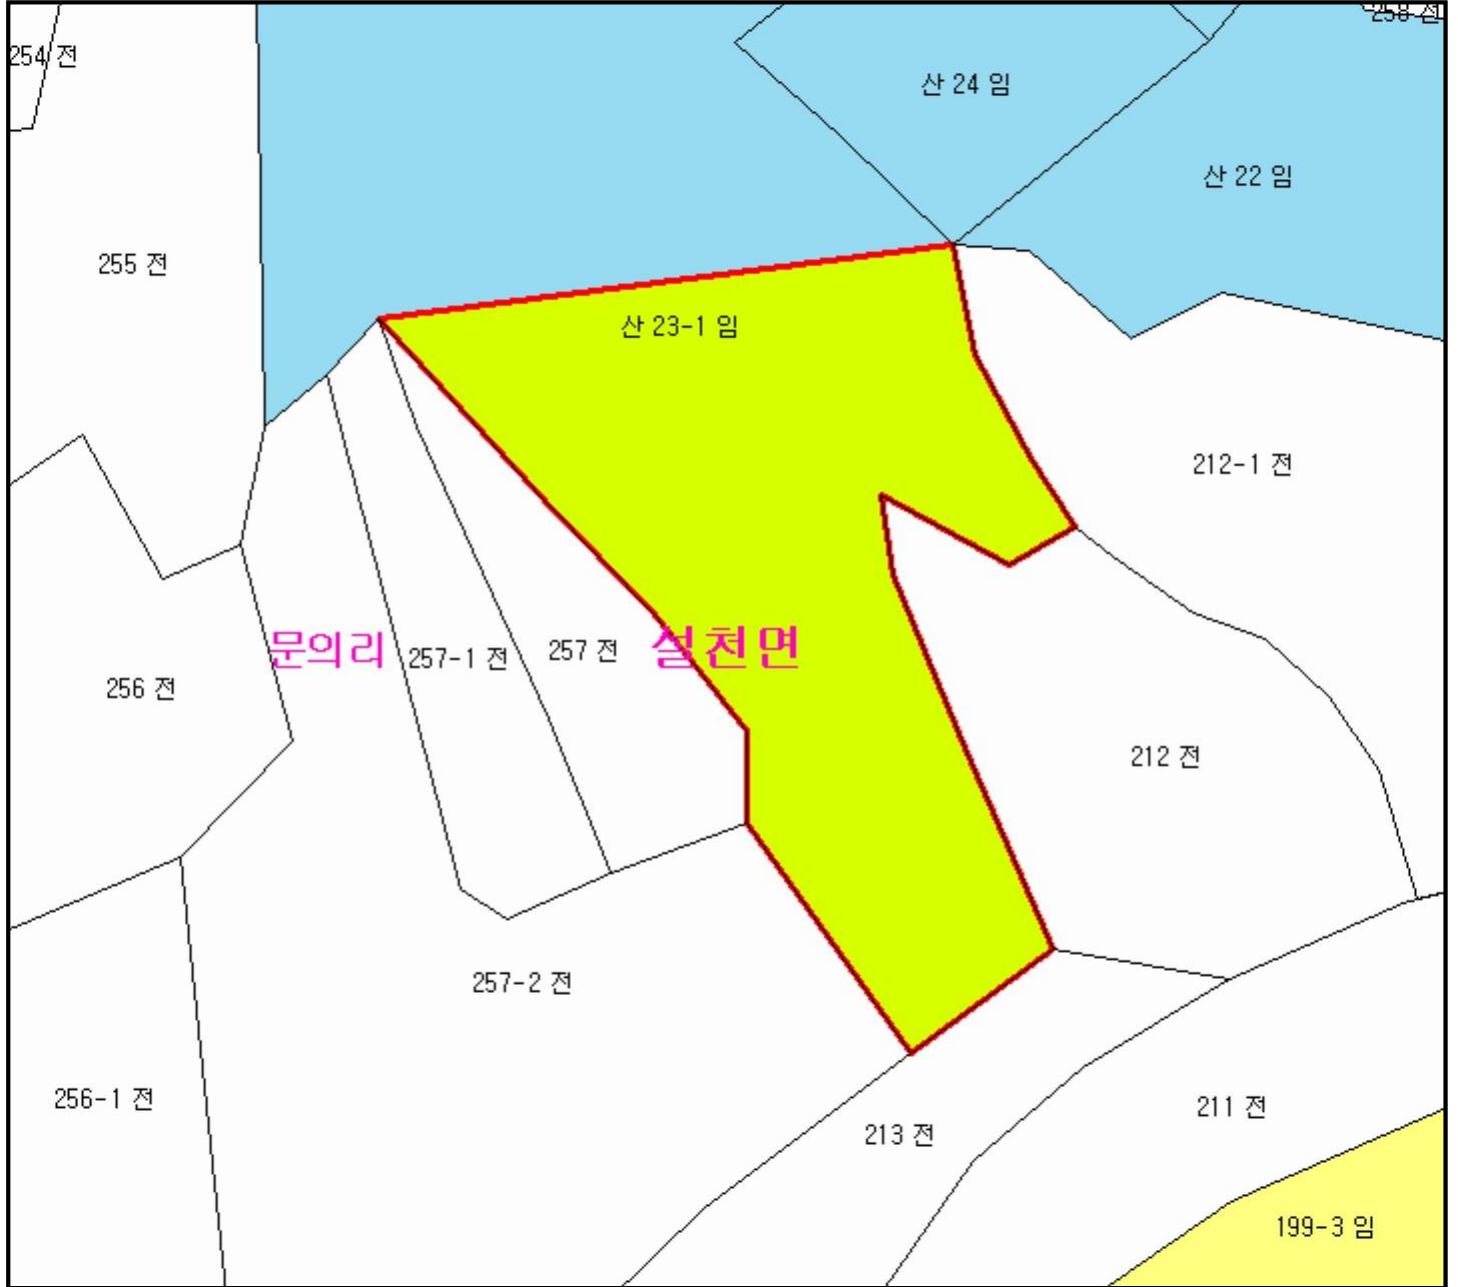 258 전
254 전
산 24 임
산 22 임
255 전
산 23-1 임
212-1 전
문의리
257-1 전
257 전
설천면
256 전
212 전
257-2 전
256-1 전
213 전
211 전
199-3 임